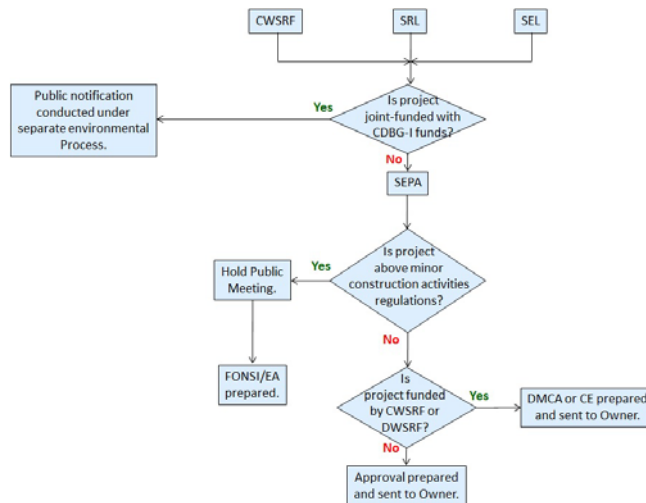 CWSRF
SRL
SEL
Is project
joint-funded with
CDBG-I funds?
Yes
Public notification
conducted under
separate environmental
Process.
No
SEPA
Is project
above minor
construction activities
regulations?
Yes
Hold Public
Meeting.
No
FONSI/EA
prepared.
Is
project funded
by CWSRF or
DWSRF?
Yes
DMCA or CE prepared
and sent to Owner.
No
Approval prepared
and sent to Owner.